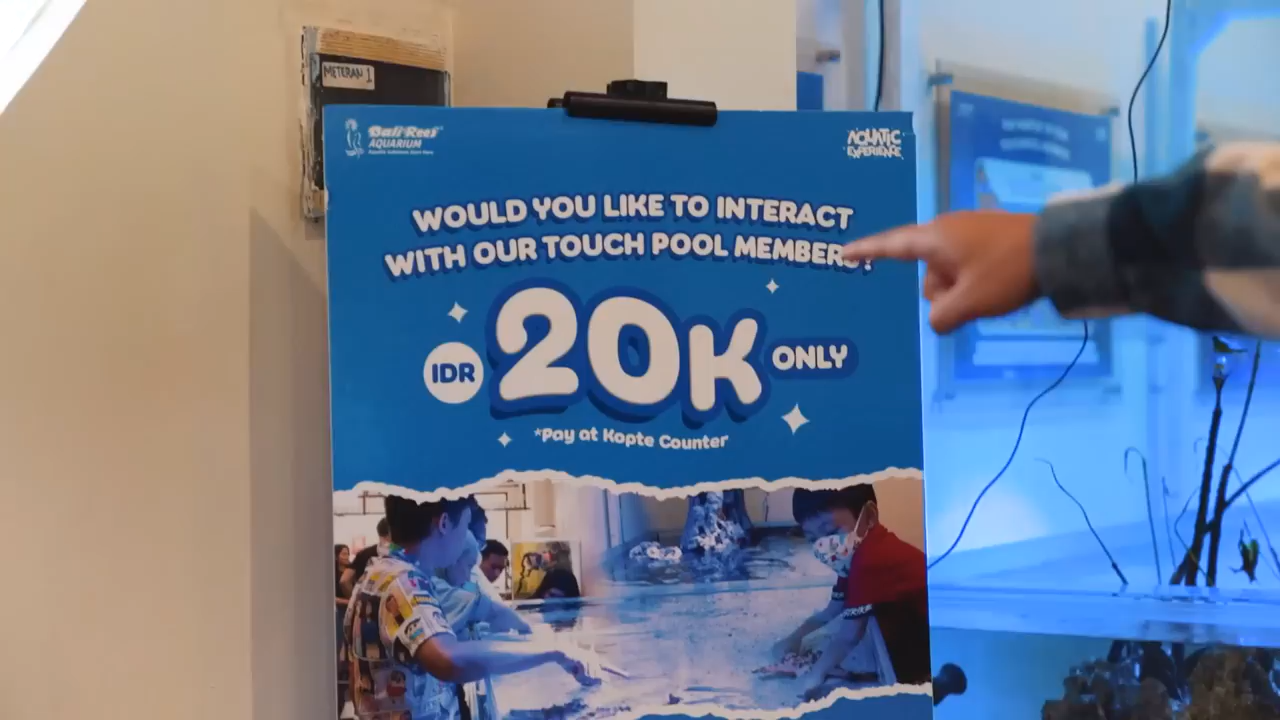 METERAN 1
Bali Reef
AQUARIUM
AQUATIC
EXPERIENCE
WOULD YOU LIKE TO INTERACT
WITH OUR TOUCH POOL MEMBERS?
IDR 20K ONLY
*Pay at Kopte Counter